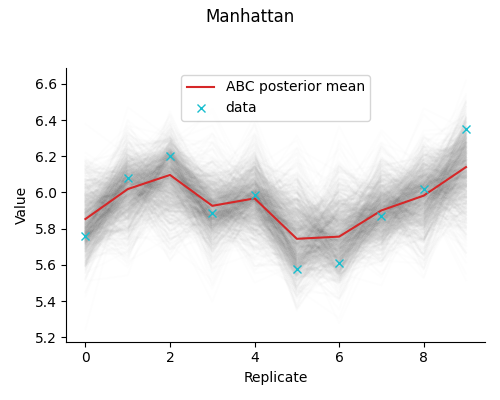 Manhattan
ABC posterior mean
data
6.6
6.4
6.2
6.0
5.8
5.6
5.4
5.2
Value
0 2 4 6 8
Replicate